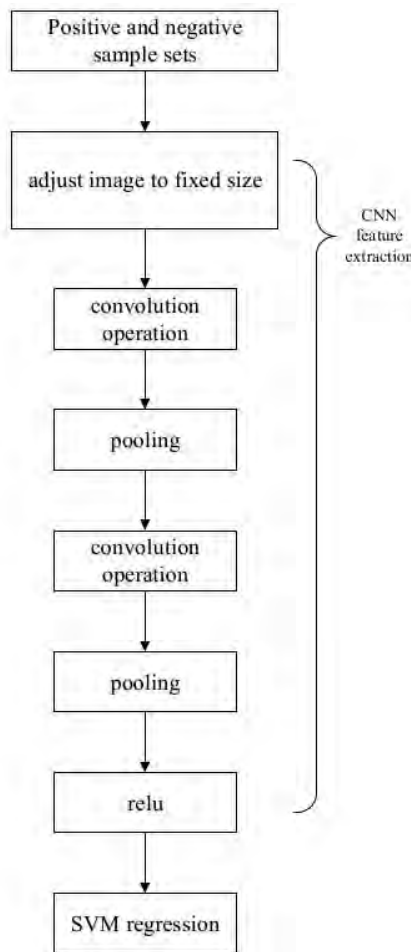 Positive and negative
sample sets
adjust image to fixed size
CNN
feature
extraction
convolution
operation
pooling
convolution
operation
pooling
relu
SVM regression